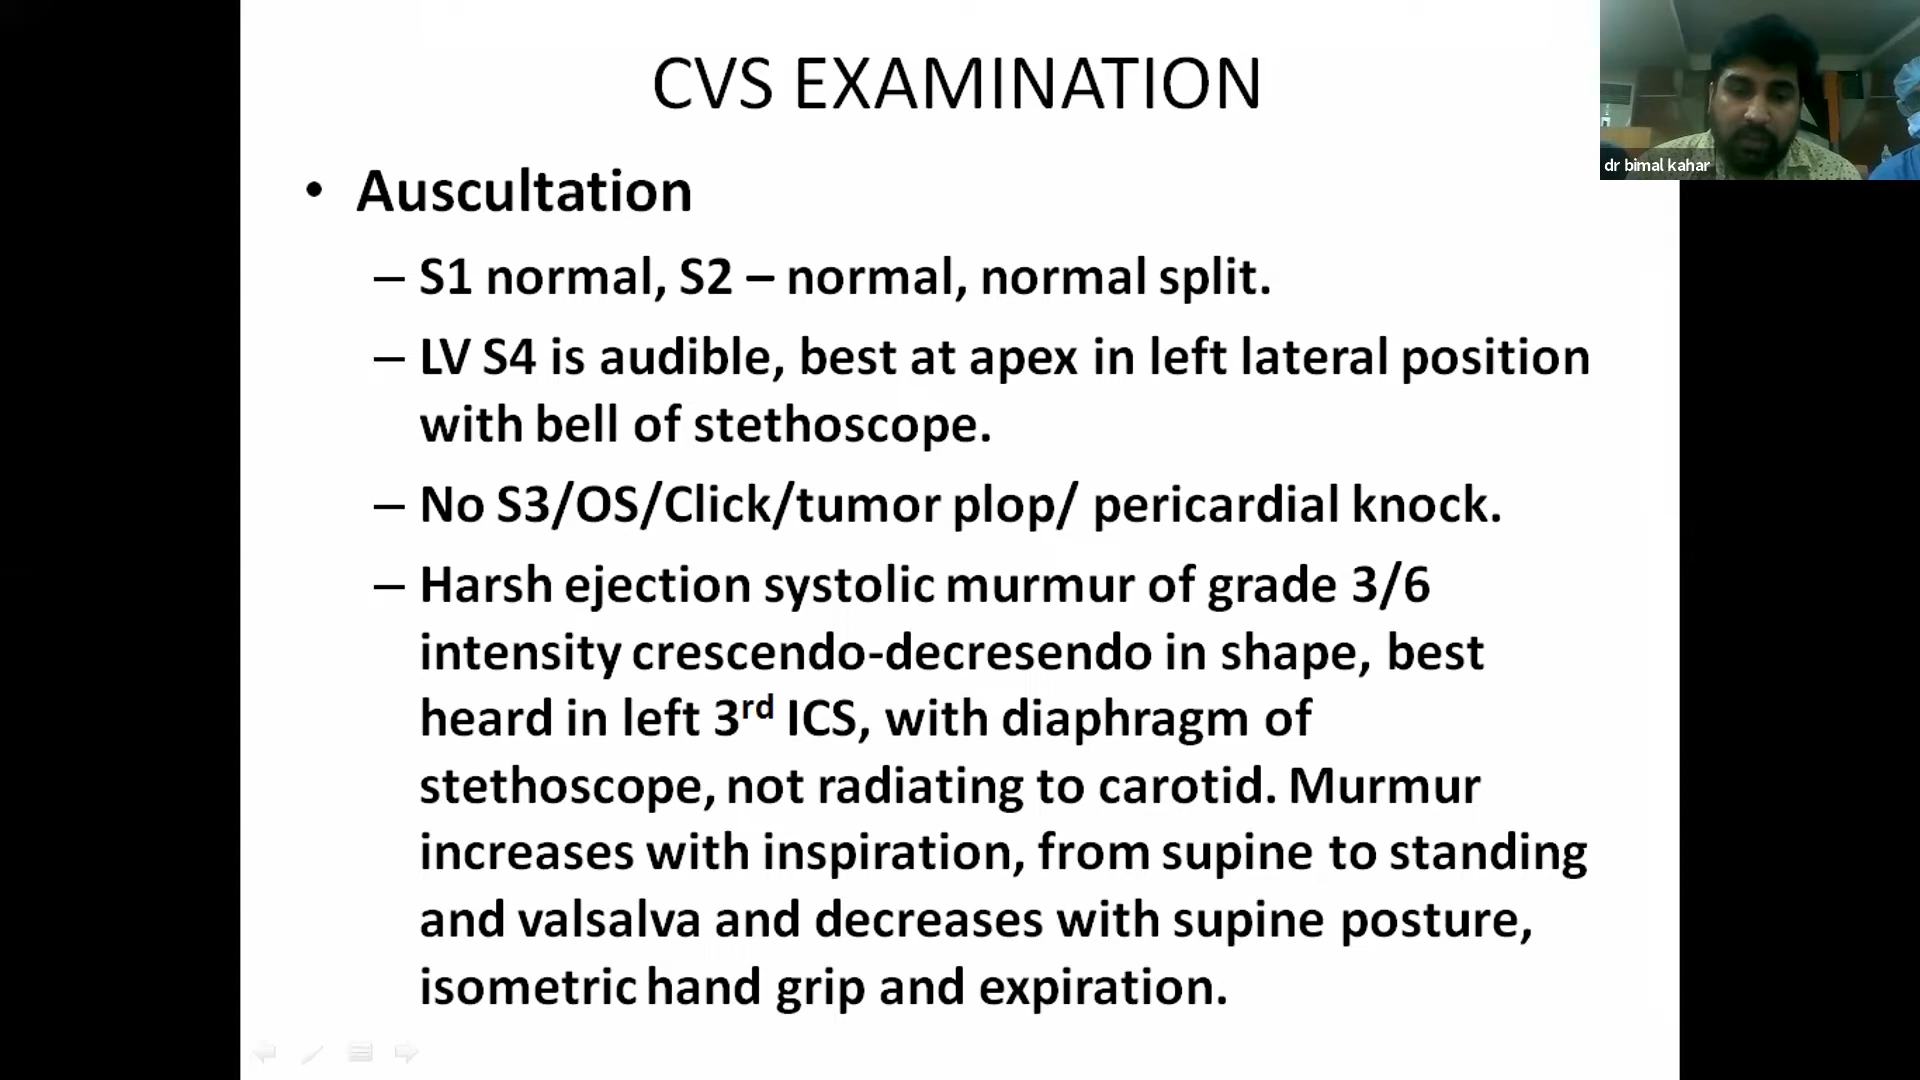 CVS EXAMINATION
dr bimal kahar
• Auscultation
– S1 normal, S2 – normal, normal split.
– LV S4 is audible, best at apex in left lateral position
with bell of stethoscope.
– No S3/OS/Click/tumor plop/ pericardial knock.
– Harsh ejection systolic murmur of grade 3/6
intensity crescendo-decresendo in shape, best
heard in left 3rd ICS, with diaphragm of
stethoscope, not radiating to carotid. Murmur
increases with inspiration, from supine to standing
and valsalva and decreases with supine posture,
isometric hand grip and expiration.